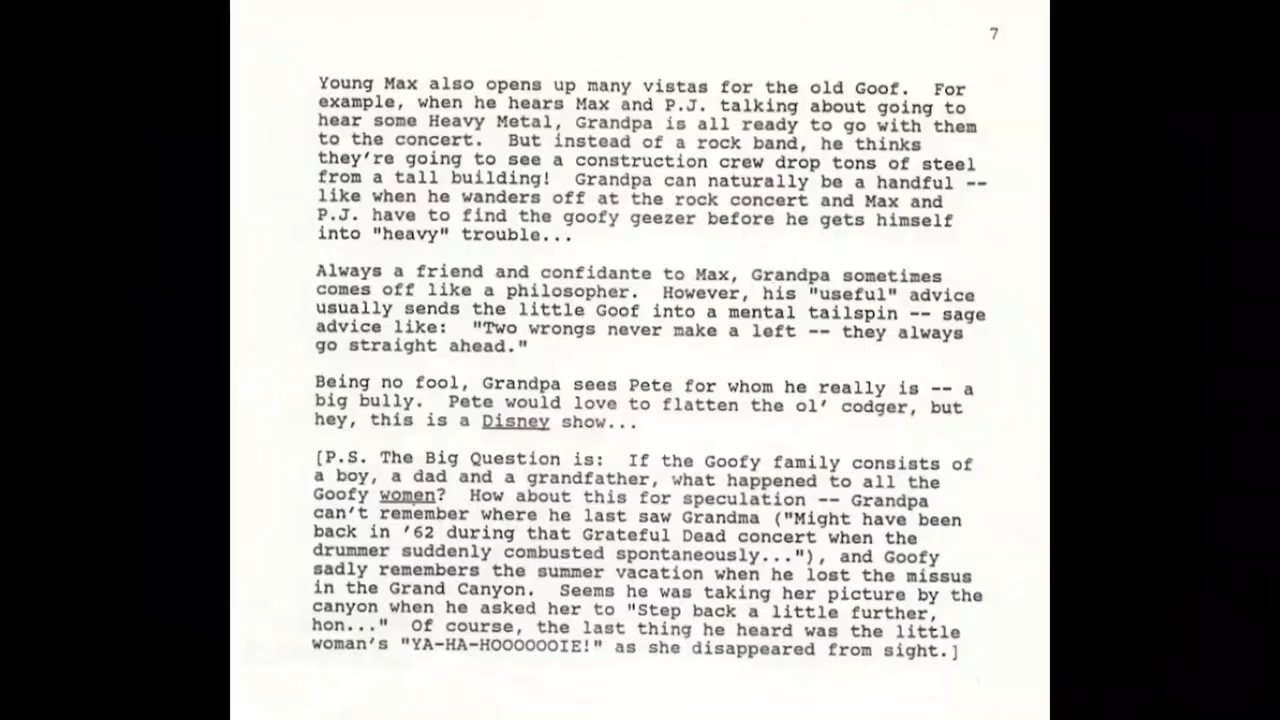 7
Young Max also opens up many vistas for the old Goof.  For
example, when he hears Max and P.J. talking about going to
hear some Heavy Metal, Grandpa is all ready to go with them
to the concert.  But instead of a rock band, he thinks
they're going to see a construction crew drop tons of steel
from a tall building!  Grandpa can naturally be a handful --
like when he wanders off at the rock concert and Max and
P.J. have to find the goofy geezer before he gets himself
into "heavy" trouble...
Always a friend and confidante to Max, Grandpa sometimes
comes off like a philosopher.  However, his "useful" advice
usually sends the little Goof into a mental tailspin -- sage
advice like:  "Two wrongs never make a left -- they always
go straight ahead."
Being no fool, Grandpa sees Pete for whom he really is -- a
big bully.  Pete would love to flatten the ol' codger, but
hey, this is a Disney show...
[P.S. The Big Question is:  If the Goofy family consists of
a boy, a dad and a grandfather, what happened to all the
Goofy women?  How about this for speculation -- Grandpa
can't remember where he last saw Grandma ("Might have been
back in '62 during that Grateful Dead concert when the
drummer suddenly combusted spontaneously..."), and Goofy
sadly remembers the summer vacation when he lost the missus
in the Grand Canyon.  Seems he was taking her picture by the
canyon when he asked her to "Step back a little further,
hon..."  Of course, the last thing he heard was the little
woman's "YA-HA-HOOOOOOIE!" as she disappeared from sight.]